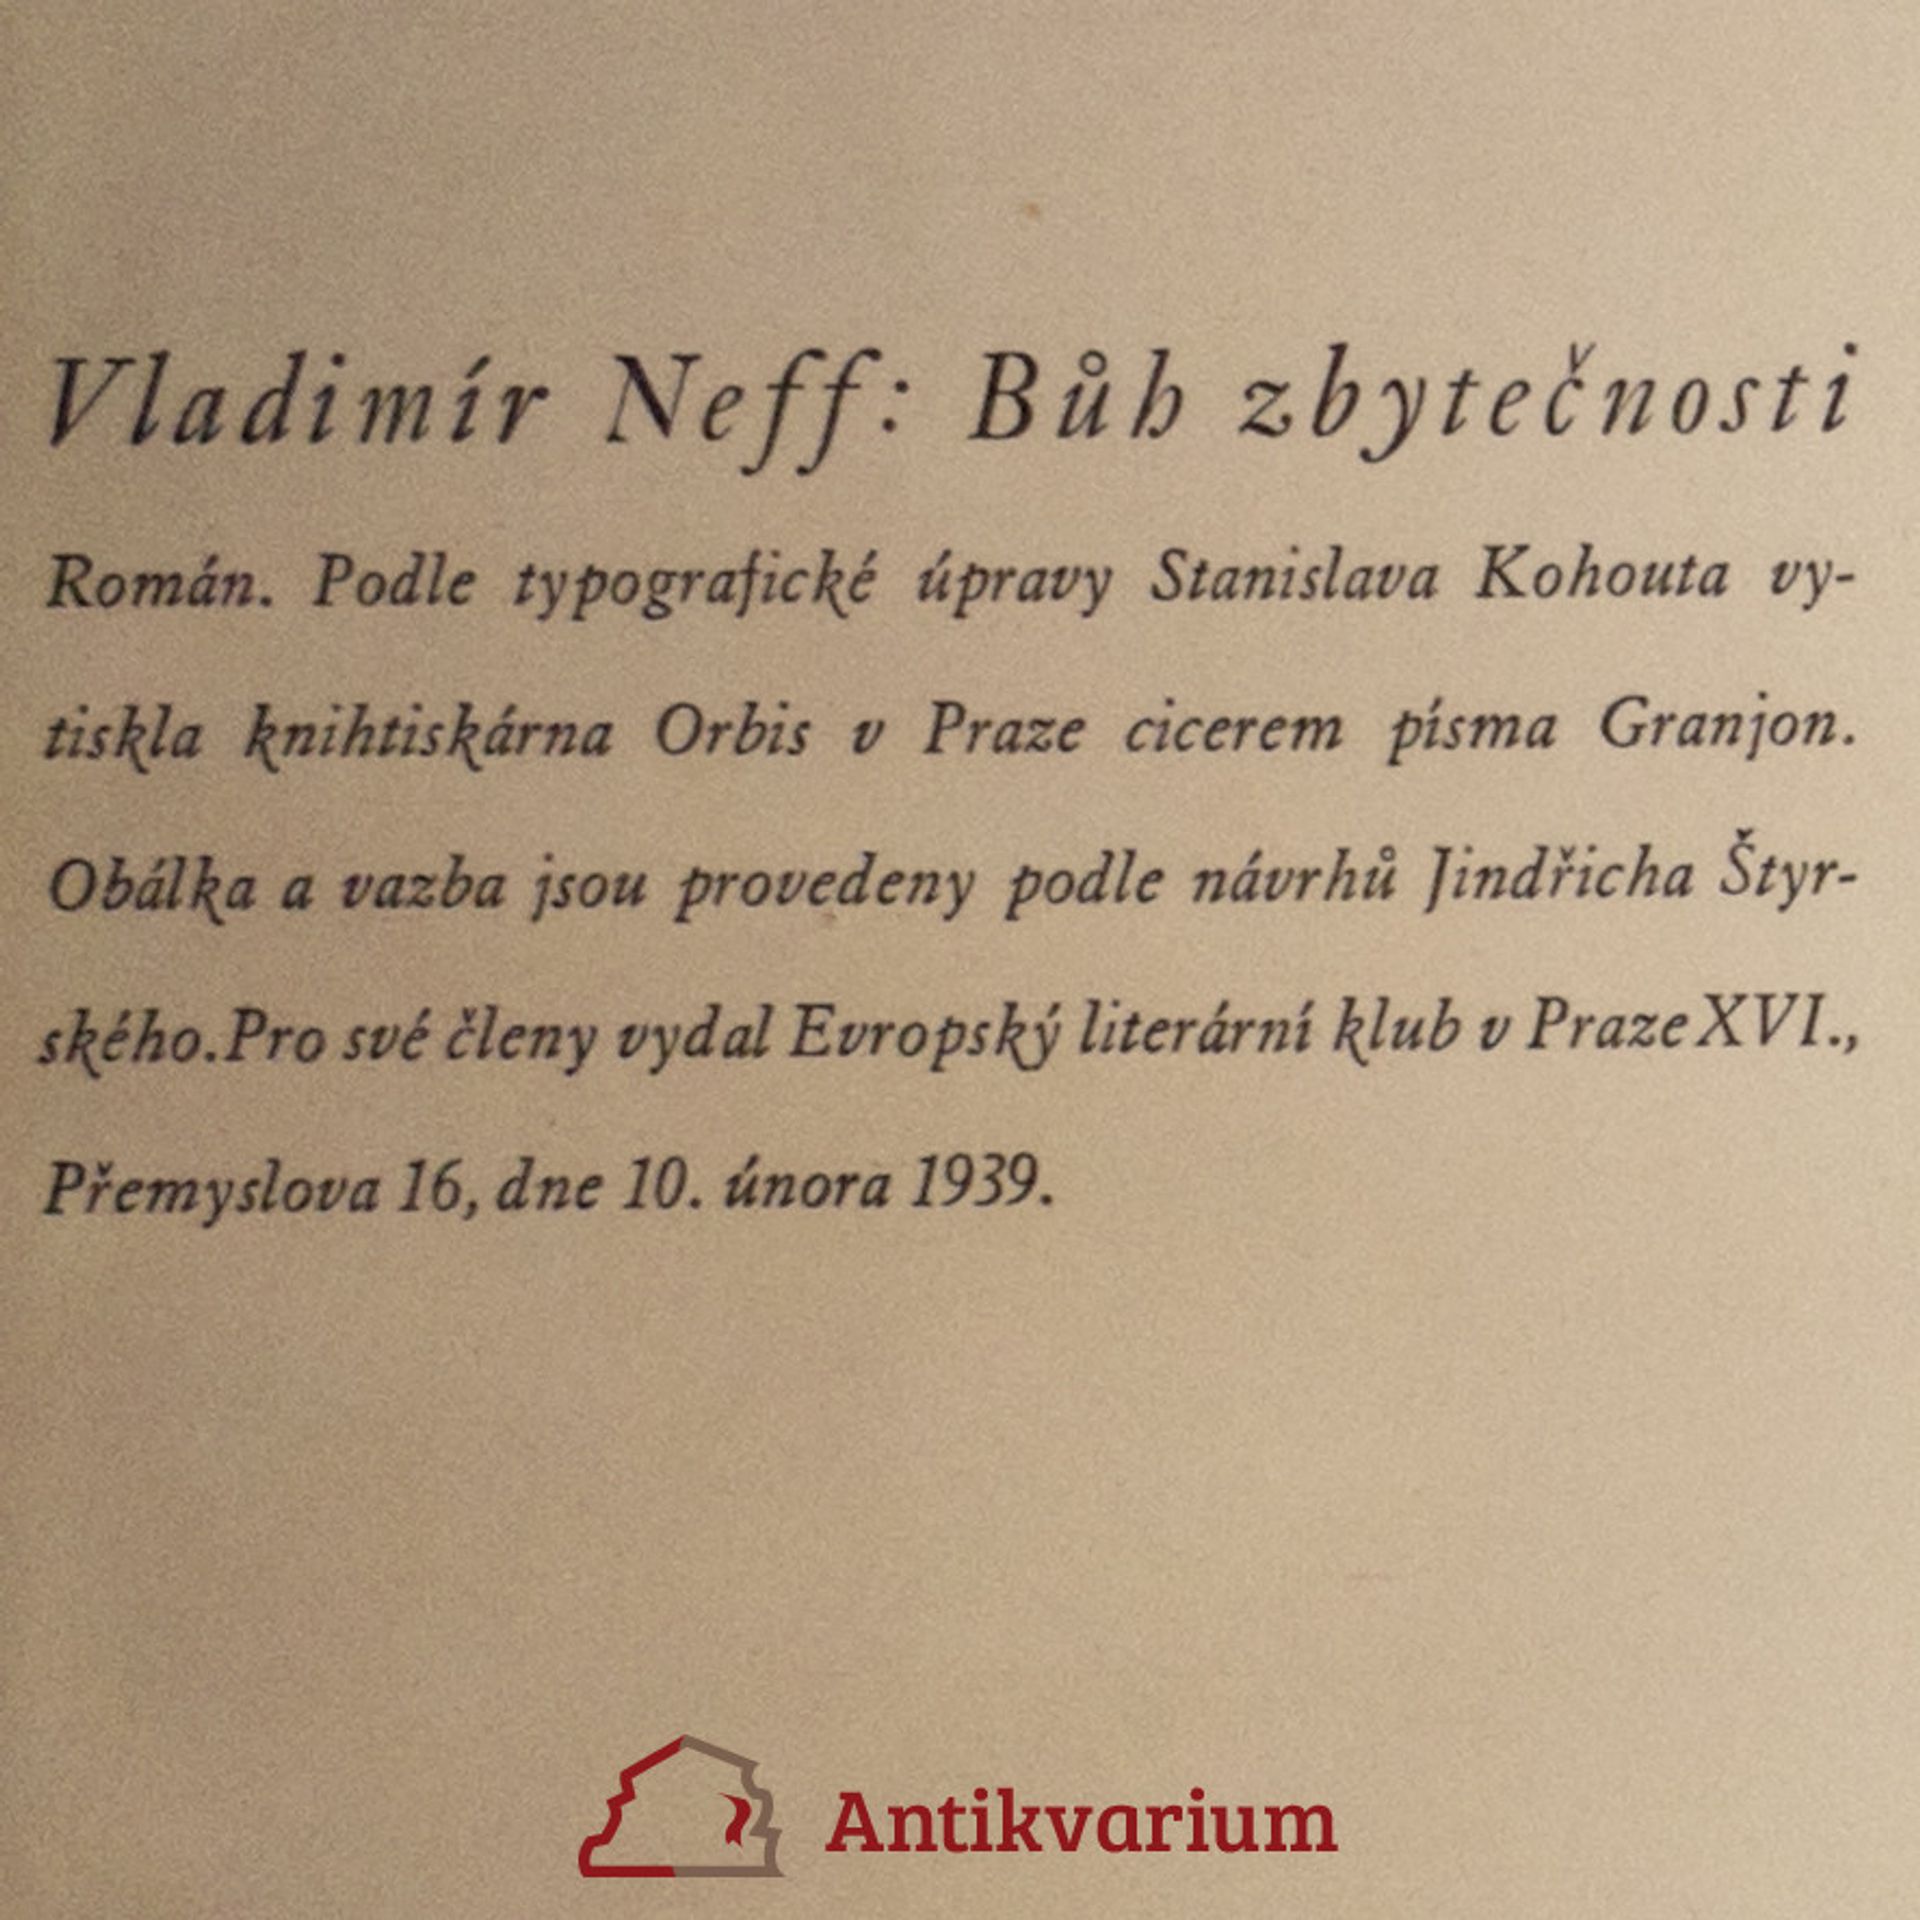 Vladimír Neff: Bůh zbytečnosti
Román. Podle typografické úpravy Stanislava Kohouta vy-
tiskla knihtiskárna Orbis v Praze cicerem písma Granjon.
Obálka a vazba jsou provedeny podle návrhů Jindřicha Štyr-
ského. Pro své členy vydal Evropský literární klub v Praze XVI.,
Přemyslova 16, dne 10. února 1939.
Antikvarium